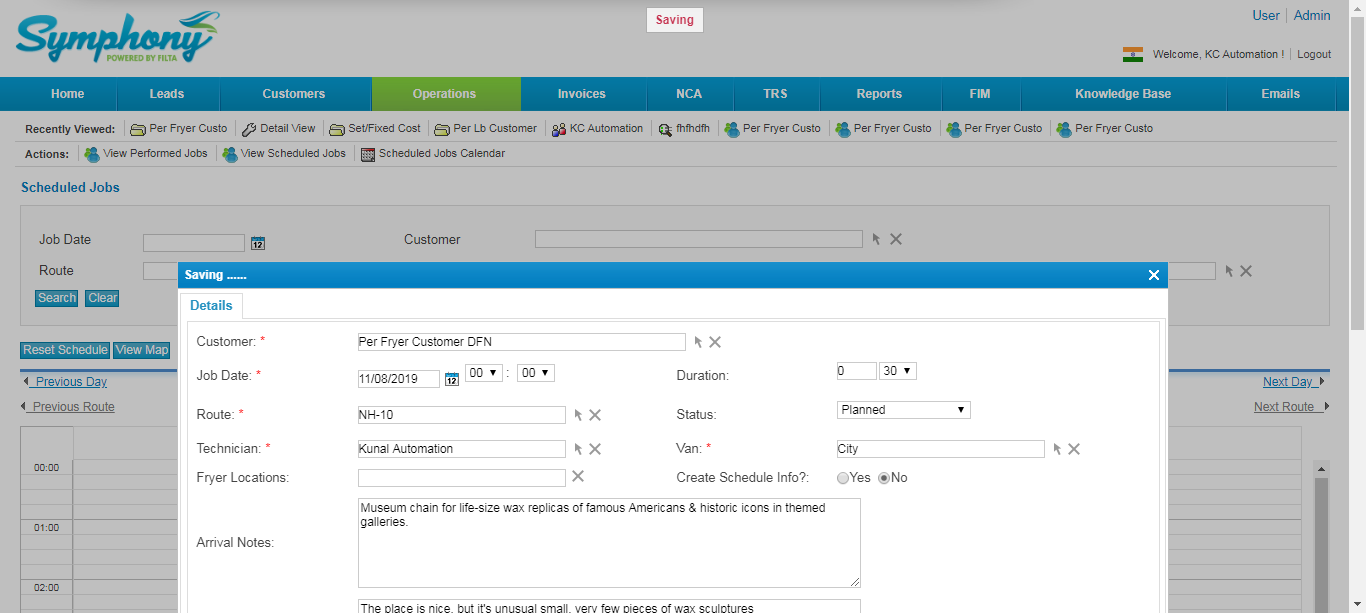 Symphony
POWERED BY FILTA
Saving
User Admin
Welcome, KC Automation ! Logout
Home Leads Customers Operations Invoices NCA TRS Reports FIM Knowledge Base Emails
Recently Viewed: Per Fryer Custo Detail View Set/Fixed Cost Per Lb Customer KC Automation fhfhdfh Per Fryer Custo Per Fryer Custo Per Fryer Custo Per Fryer Custo
Actions: View Performed Jobs View Scheduled Jobs Scheduled Jobs Calendar
Scheduled Jobs
Job Date 12 Customer
Route
Search Clear
Reset Schedule View Map
Previous Day Next Day
Previous Route Next Route
00:00
01:00
02:00
Saving ......
Details
Customer: * Per Fryer Customer DFN
Job Date: * 11/08/2019 12 00 : 00 Duration: 0 30
Route: * NH-10 Status: Planned
Technician: * Kunal Automation Van: * City
Fryer Locations: Create Schedule Info?: Yes No
Arrival Notes:
Museum chain for life-size wax replicas of famous Americans & historic icons in themed
galleries.
The place is nice, but it's unusual small, very few pieces of wax sculptures